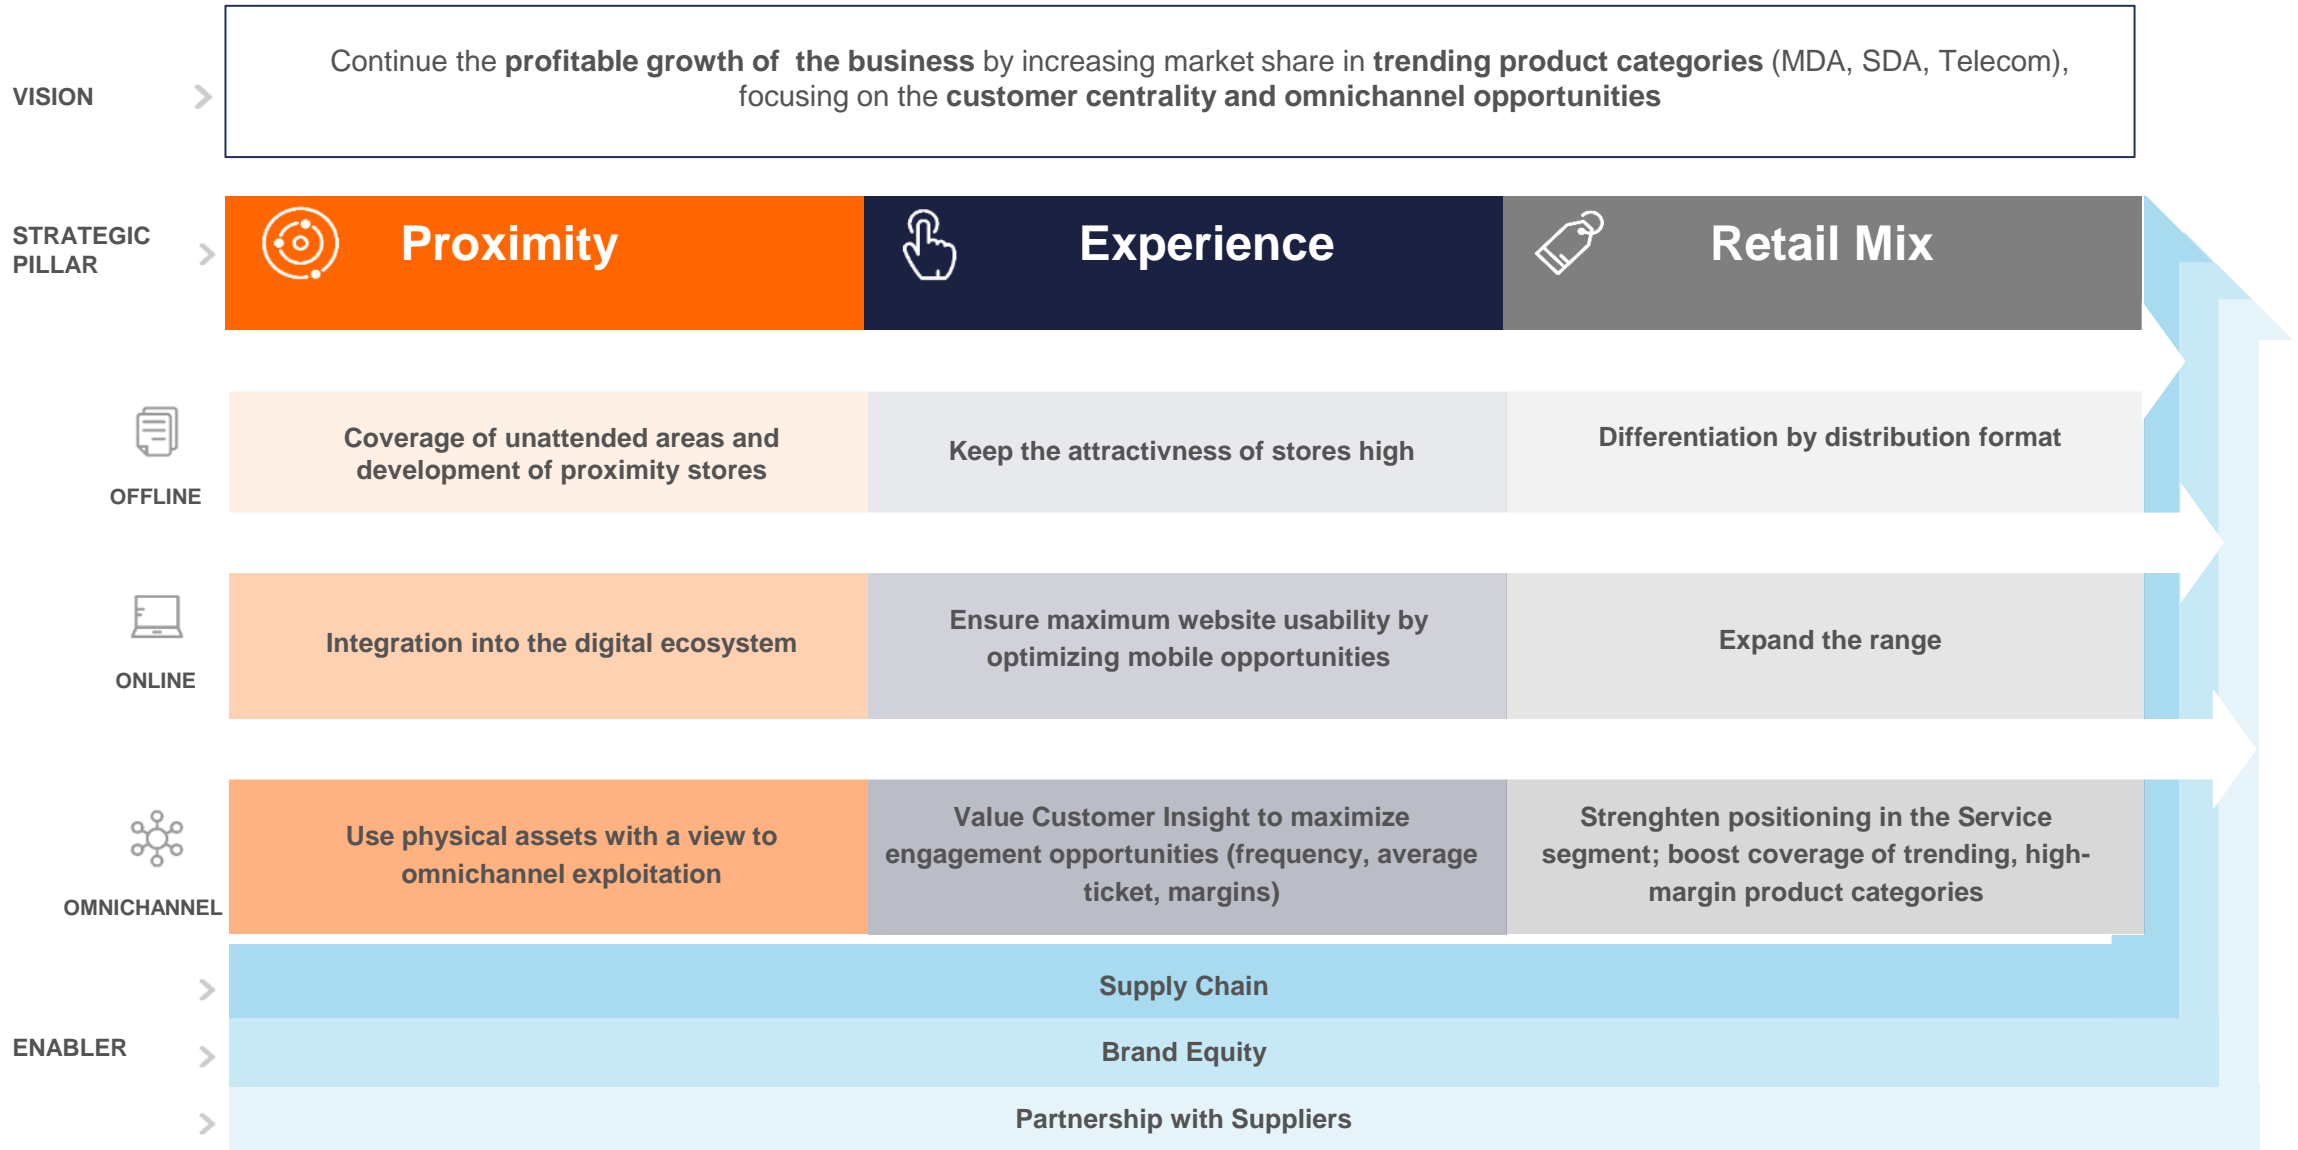 Continue the profitable growth of the business by increasing market share in trending product categories (MDA, SDA, Telecom),
focusing on the customer centrality and omnichannel opportunities
VISION
STRATEGIC
PILLAR
Proximity
Experience
Retail Mix
OFFLINE
Coverage of unattended areas and
development of proximity stores
Keep the attractivness of stores high
Differentiation by distribution format
ONLINE
Integration into the digital ecosystem
Ensure maximum website usability by
optimizing mobile opportunities
Expand the range
OMNICHANNEL
Use physical assets with a view to
omnichannel exploitation
Value Customer Insight to maximize
engagement opportunities (frequency, average
ticket, margins)
Strenghten positioning in the Service
segment; boost coverage of trending, high-
margin product categories
ENABLER
Supply Chain
Brand Equity
Partnership with Suppliers